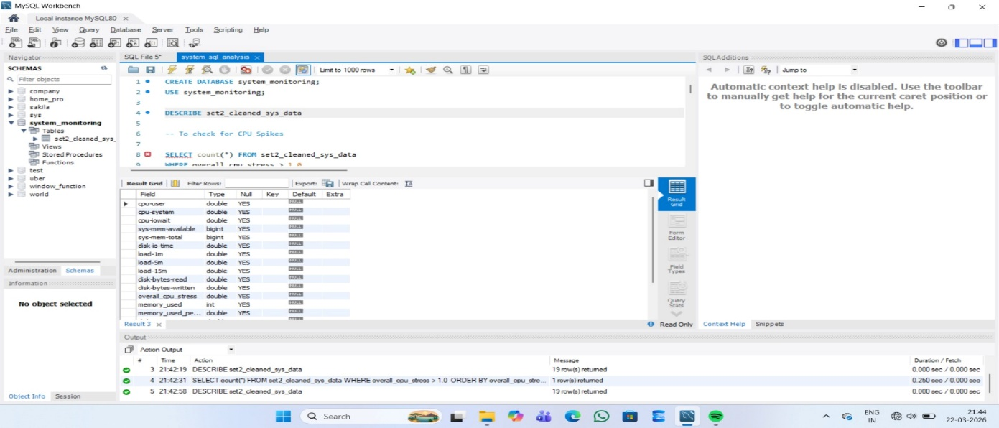 MySQL Workbench
Local instance MySQL80
File Edit View Query Database Server Tools Scripting Help
Navigator
SCHEMAS
Filter objects
company
home_pro
sakila
sys
system_monitoring
Tables
set2_cleaned_sys_
Views
Stored Procedures
Functions
test
uber
window_function
world
Administration Schemas
Information
No object selected
Object Info Session
SQL File 5* system_sql_analysis
Limit to 1000 rows
1 CREATE DATABASE system_monitoring;
2 USE system_monitoring;
3
4 DESCRIBE set2_cleaned_sys_data
5
6 -- To check for CPU Spikes
7
8 SELECT count(*) FROM set2_cleaned_sys_data
9 WHERE overall_cpu_stress > 1.0
Result Grid Filter Rows: Export: Wrap Cell Content:
Field Type Null Key Default Extra
cpu-user double YES NULL
cpu-system double YES NULL
cpu-iowait double YES NULL
sys-mem-available bigint YES NULL
sys-mem-total bigint YES NULL
disk-io-time double YES NULL
load-1m double YES NULL
load-5m double YES NULL
load-15m double YES NULL
disk-bytes-read double YES NULL
disk-bytes-written double YES NULL
overall_cpu_stress double YES NULL
memory_used int YES NULL
memory_used_pe... double YES NULL
Result Grid
Form Editor
Field Types
Query Stats
Result 3 Read Only
SQLAdditions
Jump to
Automatic context help is disabled. Use the toolbar
to manually get help for the current caret position or
to toggle automatic help.
Context Help Snippets
Output
Action Output
# Time Action Message Duration / Fetch
3 21:42:19 DESCRIBE set2_cleaned_sys_data 19 row(s) returned 0.000 sec / 0.000 sec
4 21:42:31 SELECT count(*) FROM set2_cleaned_sys_data WHERE overall_cpu_stress > 1.0 ORDER BY overall_cpu_stre... 1 row(s) returned 0.250 sec / 0.000 sec
5 21:42:58 DESCRIBE set2_cleaned_sys_data 19 row(s) returned 0.000 sec / 0.000 sec
Search
ENG
IN
21:44
22-03-2026